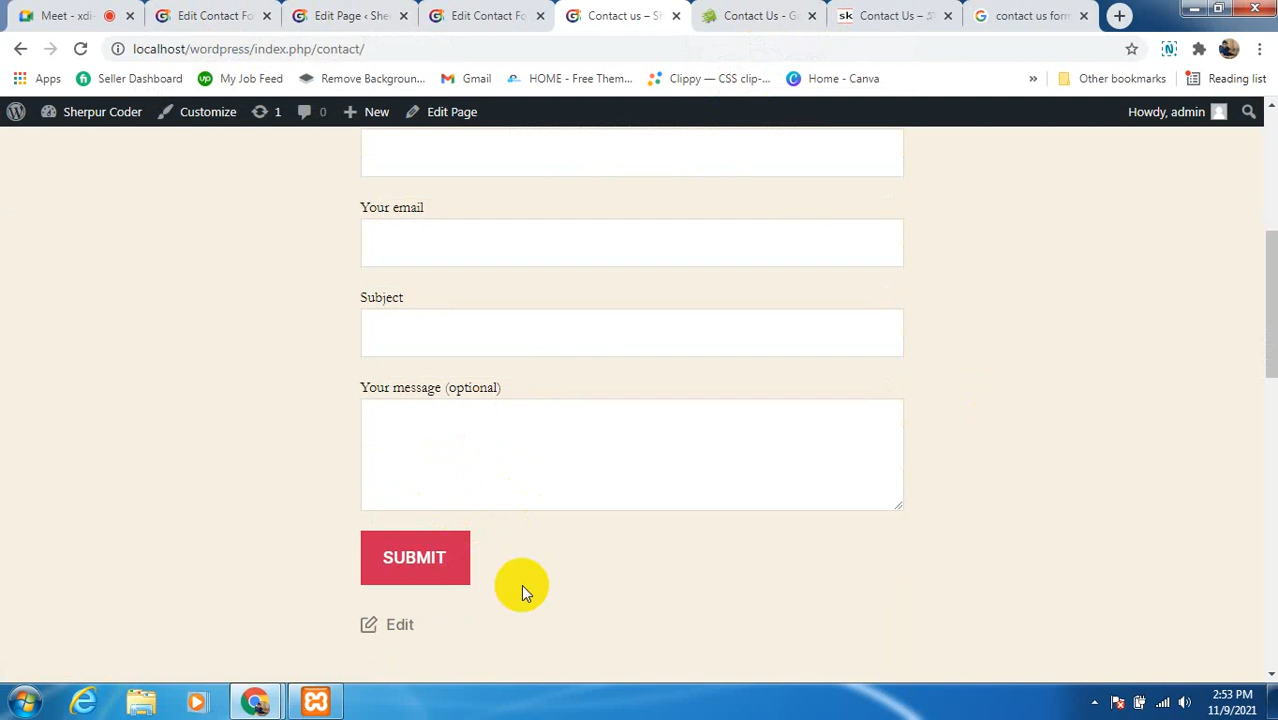 Meet - xdi
Edit Contact Fo
Edit Page ‹ She
Edit Contact Fo
Contact us – Sh
Contact Us - G
Contact Us –
contact us form
localhost/wordpress/index.php/contact/
Apps
Seller Dashboard
My Job Feed
Remove Backgroun...
Gmail
HOME - Free Them...
Clippy — CSS clip-...
Home - Canva
»
Other bookmarks
Reading list
Sherpur Coder
Customize
1
0
New
Edit Page
Howdy, admin
Your email
Subject
Your message (optional)
SUBMIT
Edit
2:53 PM
11/9/2021